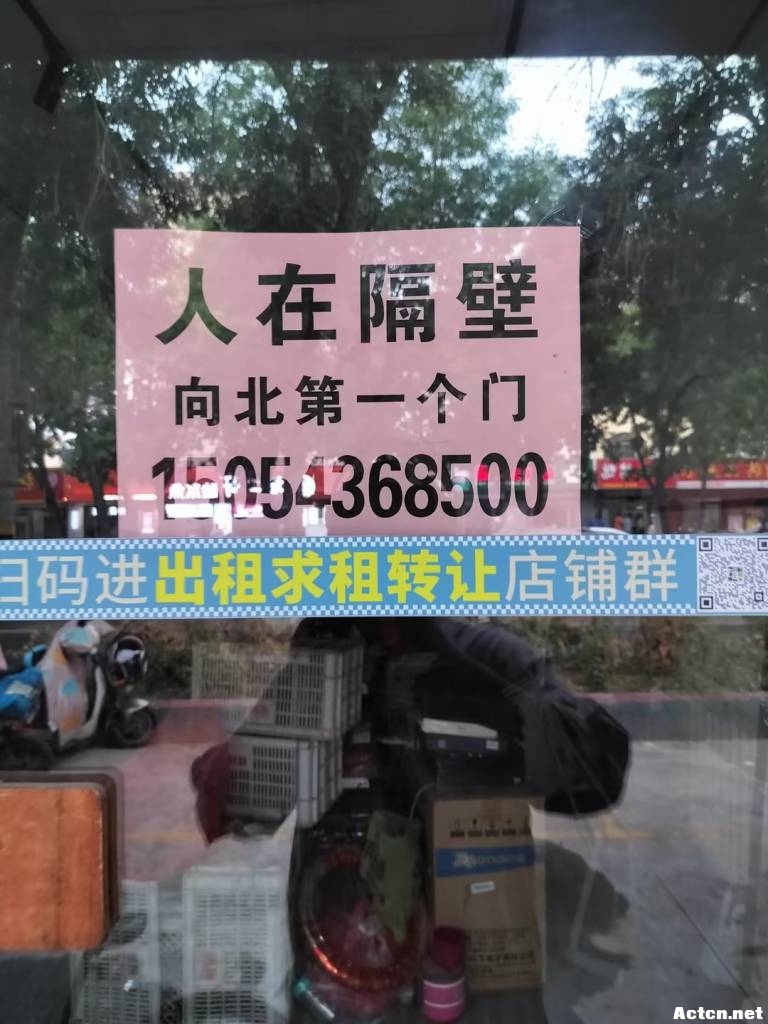 人在隔壁
向北第一个门
15054368500
扫码进出租求租转让店铺群
Actcn.net